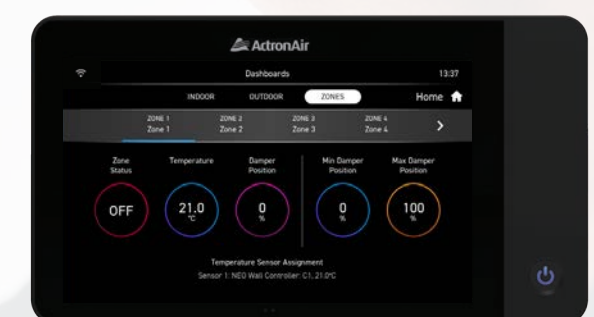 ActronAir
Dashboards 13:37
INDOOR OUTDOOR ZONES Home
ZONE 1 ZONE 2 ZONE 3 ZONE 4
Zone 1 Zone 2 Zone 3 Zone 4
Zone Status Temperature Damper Position Min Damper Position Max Damper Position
OFF 21.0 °C 0 % 0 % 100 %
Temperature Sensor Assignment
Sensor 1: NEO Wall Controller: C1, 21.0°C